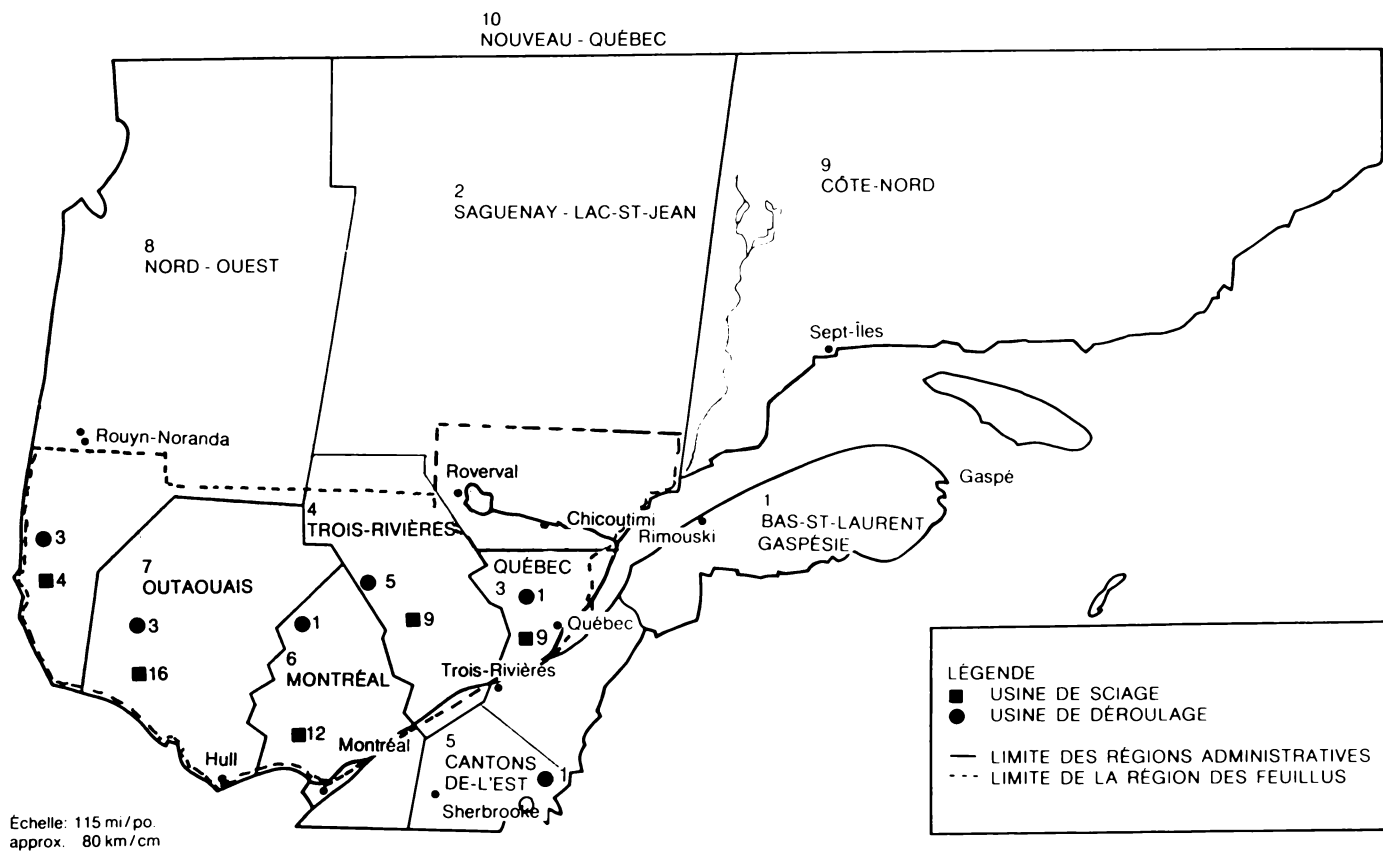 10
NOUVEAU - QUÉBEC
9
CÔTE-NORD
2
SAGUENAY - LAC-ST-JEAN
8
NORD - OUEST
Sept-Îles
Rouyn-Noranda
Roverval
Gaspé
4
TROIS-RIVIÈRES
Chicoutimi
Rimouski
1
BAS-ST-LAURENT
GASPÉSIE
3
4
7
OUTAOUAIS
3
16
5
9
QUÉBEC
3
1
9
Québec
1
6
MONTRÉAL
12
Trois-Rivières
Montréal
Hull
5
CANTONS
DE-L'EST
1
Sherbrooke
LÉGENDE
USINE DE SCIAGE
USINE DE DÉROULAGE
LIMITE DES RÉGIONS ADMINISTRATIVES
LIMITE DE LA RÉGION DES FEUILLUS
Échelle: 115 mi/po.
approx. 80 km/cm